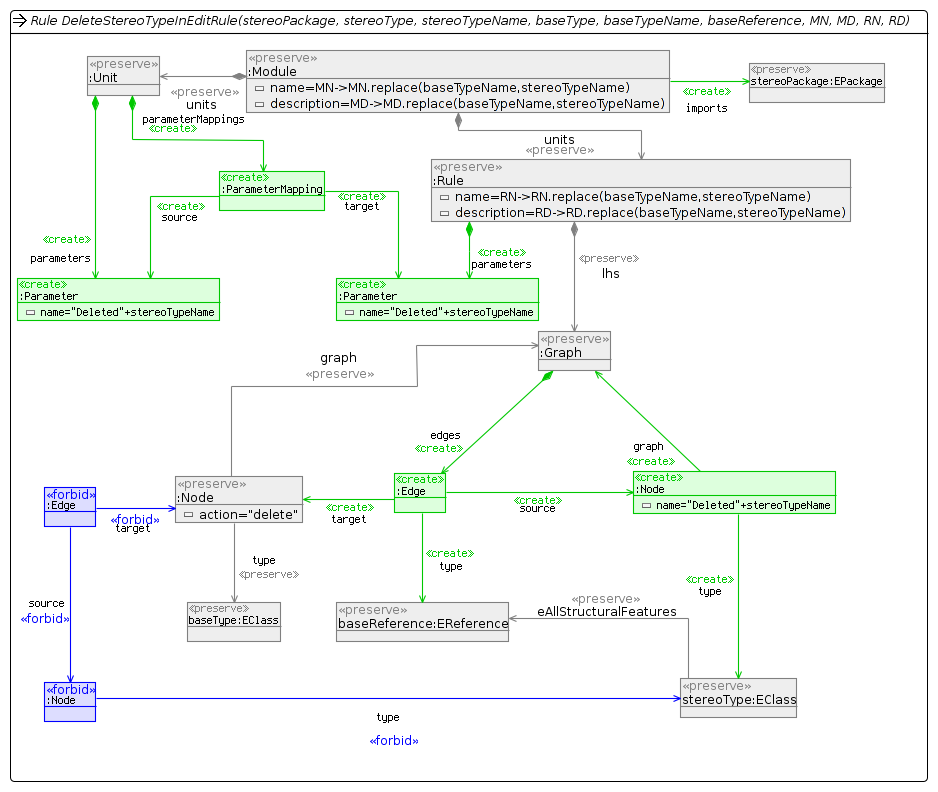 Rule DeleteStereoTypeInEditRule(stereoPackage, stereoType, stereoTypeName, baseType, baseTypeName, baseReference, MN, MD, RN, RD)
«preserve»
:Unit
«preserve»
:Module
name=MN->MN.replace(baseTypeName,stereoTypeName)
description=MD->MD.replace(baseTypeName,stereoTypeName)
«preserve»
stereoPackage:EPackage
«preserve»
units
«create»
imports
parameterMappings
«create»
units
«preserve»
«preserve»
:Rule
name=RN->RN.replace(baseTypeName,stereoTypeName)
description=RD->RD.replace(baseTypeName,stereoTypeName)
«create»
:ParameterMapping
«create»
source
«create»
target
«create»
parameters
«create»
parameters
«preserve»
lhs
«create»
:Parameter
name="Deleted"+stereoTypeName
«create»
:Parameter
name="Deleted"+stereoTypeName
«preserve»
:Graph
graph
«preserve»
edges
«create»
graph
«create»
«forbid»
:Edge
«preserve»
:Node
action="delete"
«create»
:Edge
«create»
:Node
name="Deleted"+stereoTypeName
«forbid»
target
«create»
target
«create»
source
type
«preserve»
«create»
type
«create»
type
source
«forbid»
«preserve»
baseType:EClass
«preserve»
baseReference:EReference
«preserve»
eAllStructuralFeatures
«forbid»
:Node
«preserve»
stereoType:EClass
type
«forbid»